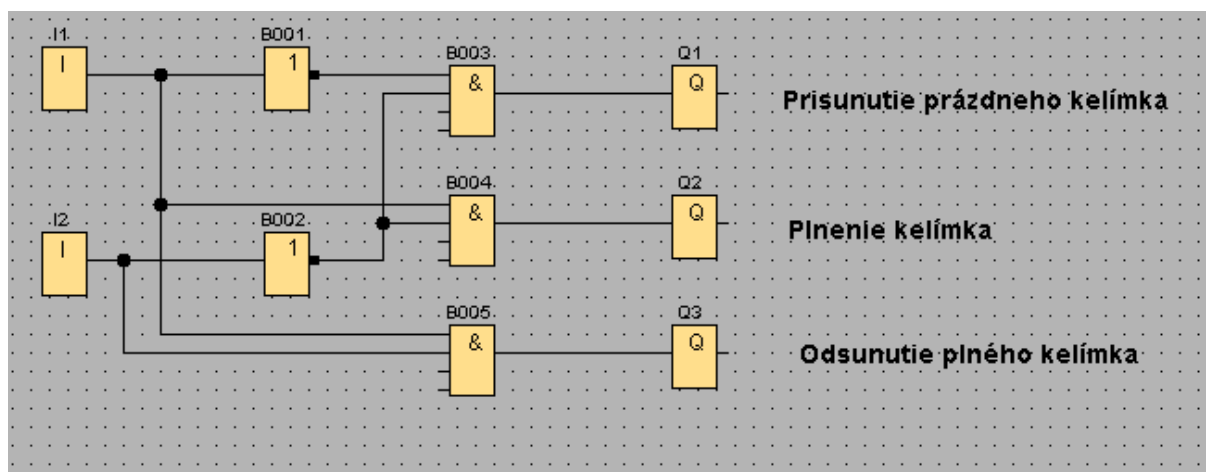 I1
B001
B003
Q1
I
1
&
Q
Prisunutie prázdneho kelímka
B004
Q2
I2
B002
&
Q
Plnenie kelímka
I
1
B005
Q3
&
Q
Odsunutie plného kelímka